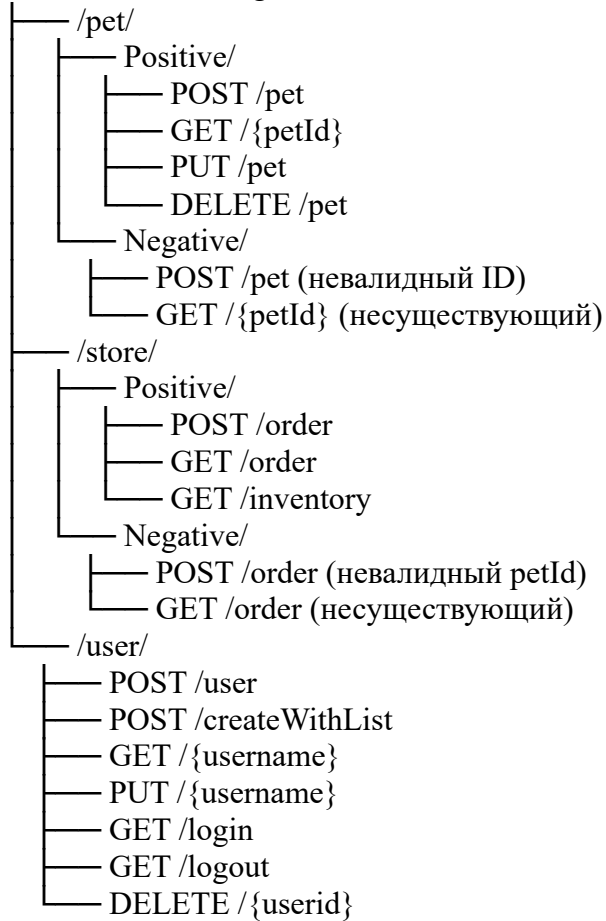 /pet/
Positive/
POST /pet
GET /{petId}
PUT /pet
DELETE /pet
Negative/
POST /pet (невалидный ID)
GET /{petId} (несуществующий)
/store/
Positive/
POST /order
GET /order
GET /inventory
Negative/
POST /order (невалидный petId)
GET /order (несуществующий)
/user/
POST /user
POST /createWithList
GET /{username}
PUT /{username}
GET /login
GET /logout
DELETE /{userid}